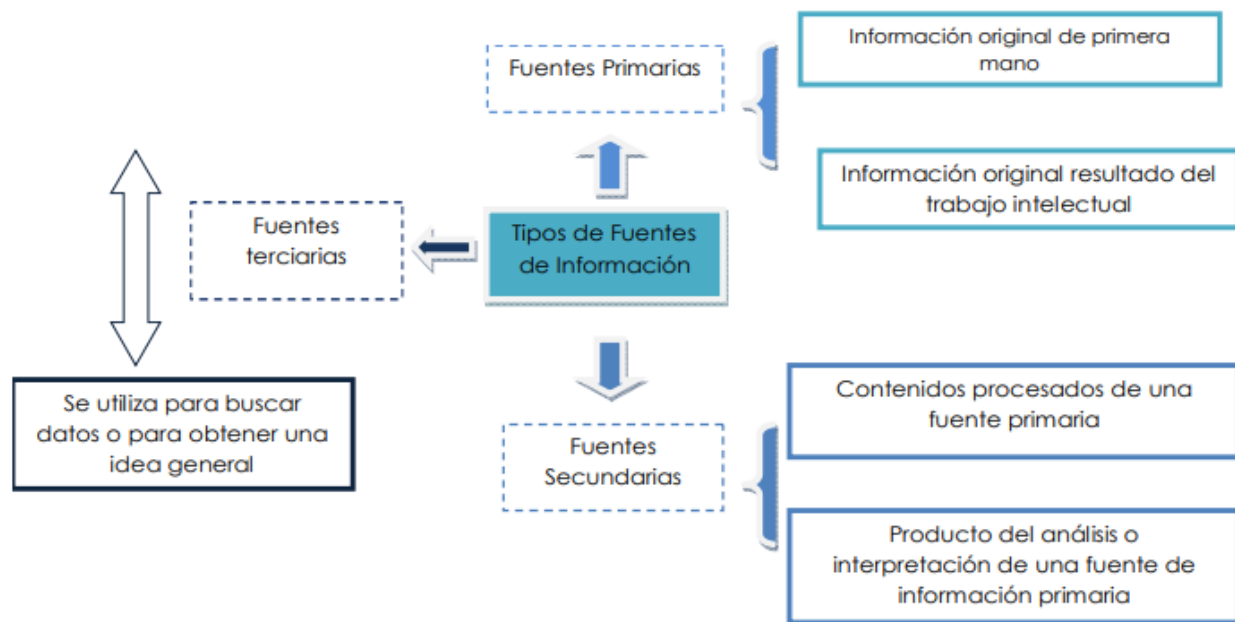 Fuentes Primarias
Información original de primera
mano
Información original resultado del
trabajo intelectual
Fuentes
terciarias
Tipos de Fuentes
de Información
Se utiliza para buscar
datos o para obtener una
idea general
Fuentes
Secundarias
Contenidos procesados de una
fuente primaria
Producto del análisis o
interpretación de una fuente de
información primaria